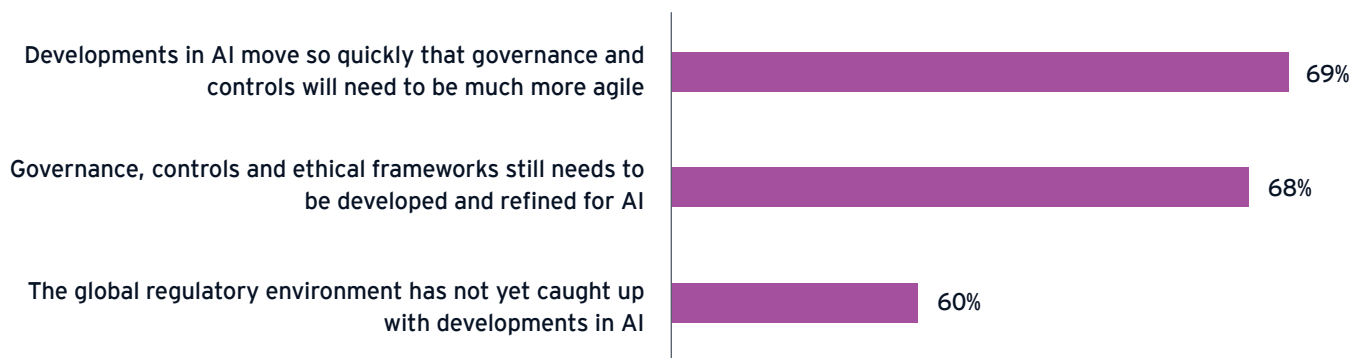 Developments in AI move so quickly that governance and
controls will need to be much more agile
69%
Governance, controls and ethical frameworks still needs to
be developed and refined for AI
68%
The global regulatory environment has not yet caught up
with developments in AI
60%